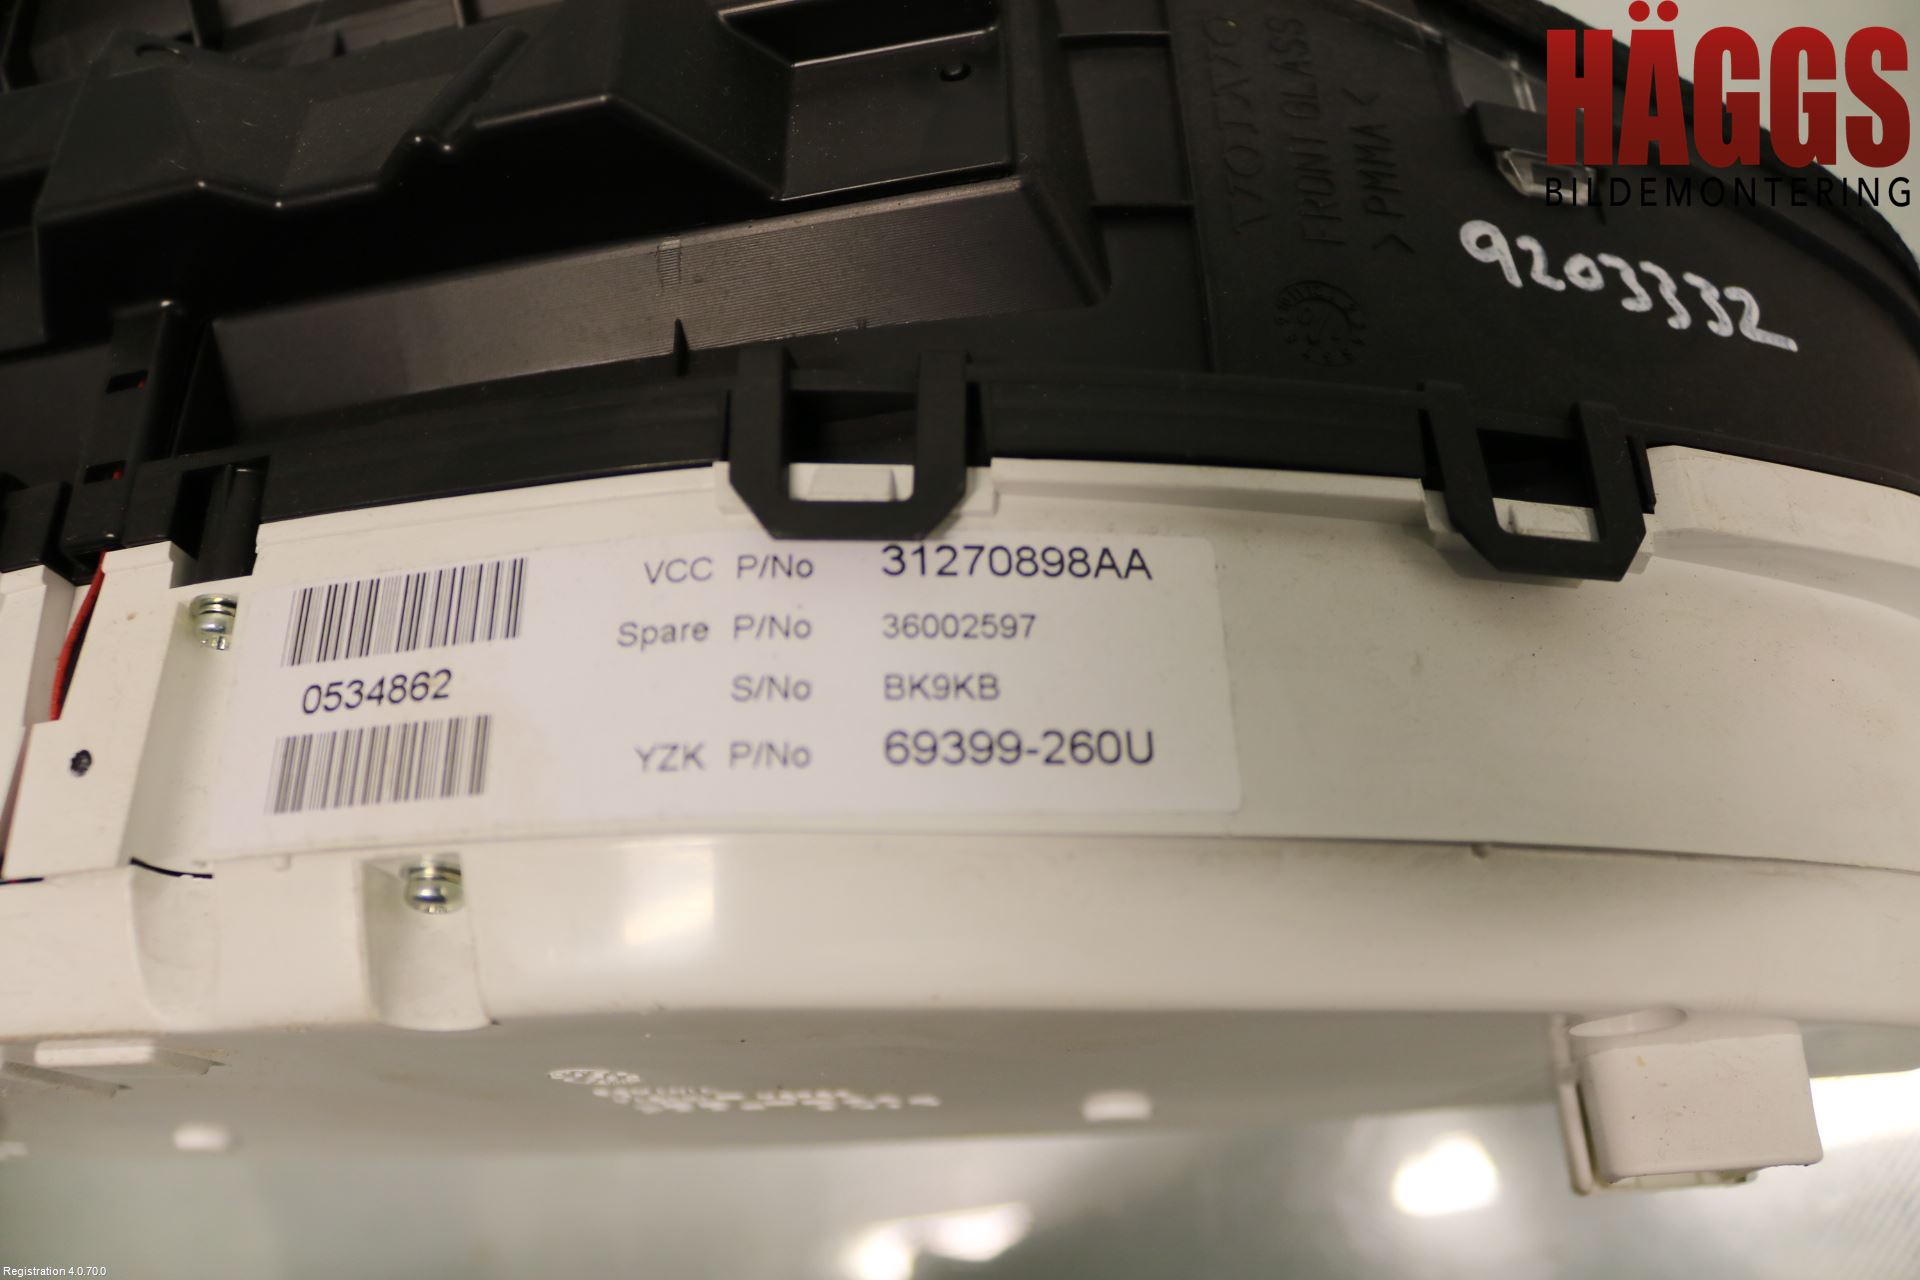 HÄGGS
BILDEMONTERING
VOLVO
FRONT GLASS
>PMMA<
9203332
VCC P/No 31270898AA
Spare P/No 36002597
S/No BK9KB
YZK P/No 69399-260U
0534862
Registration 4.0.70.0